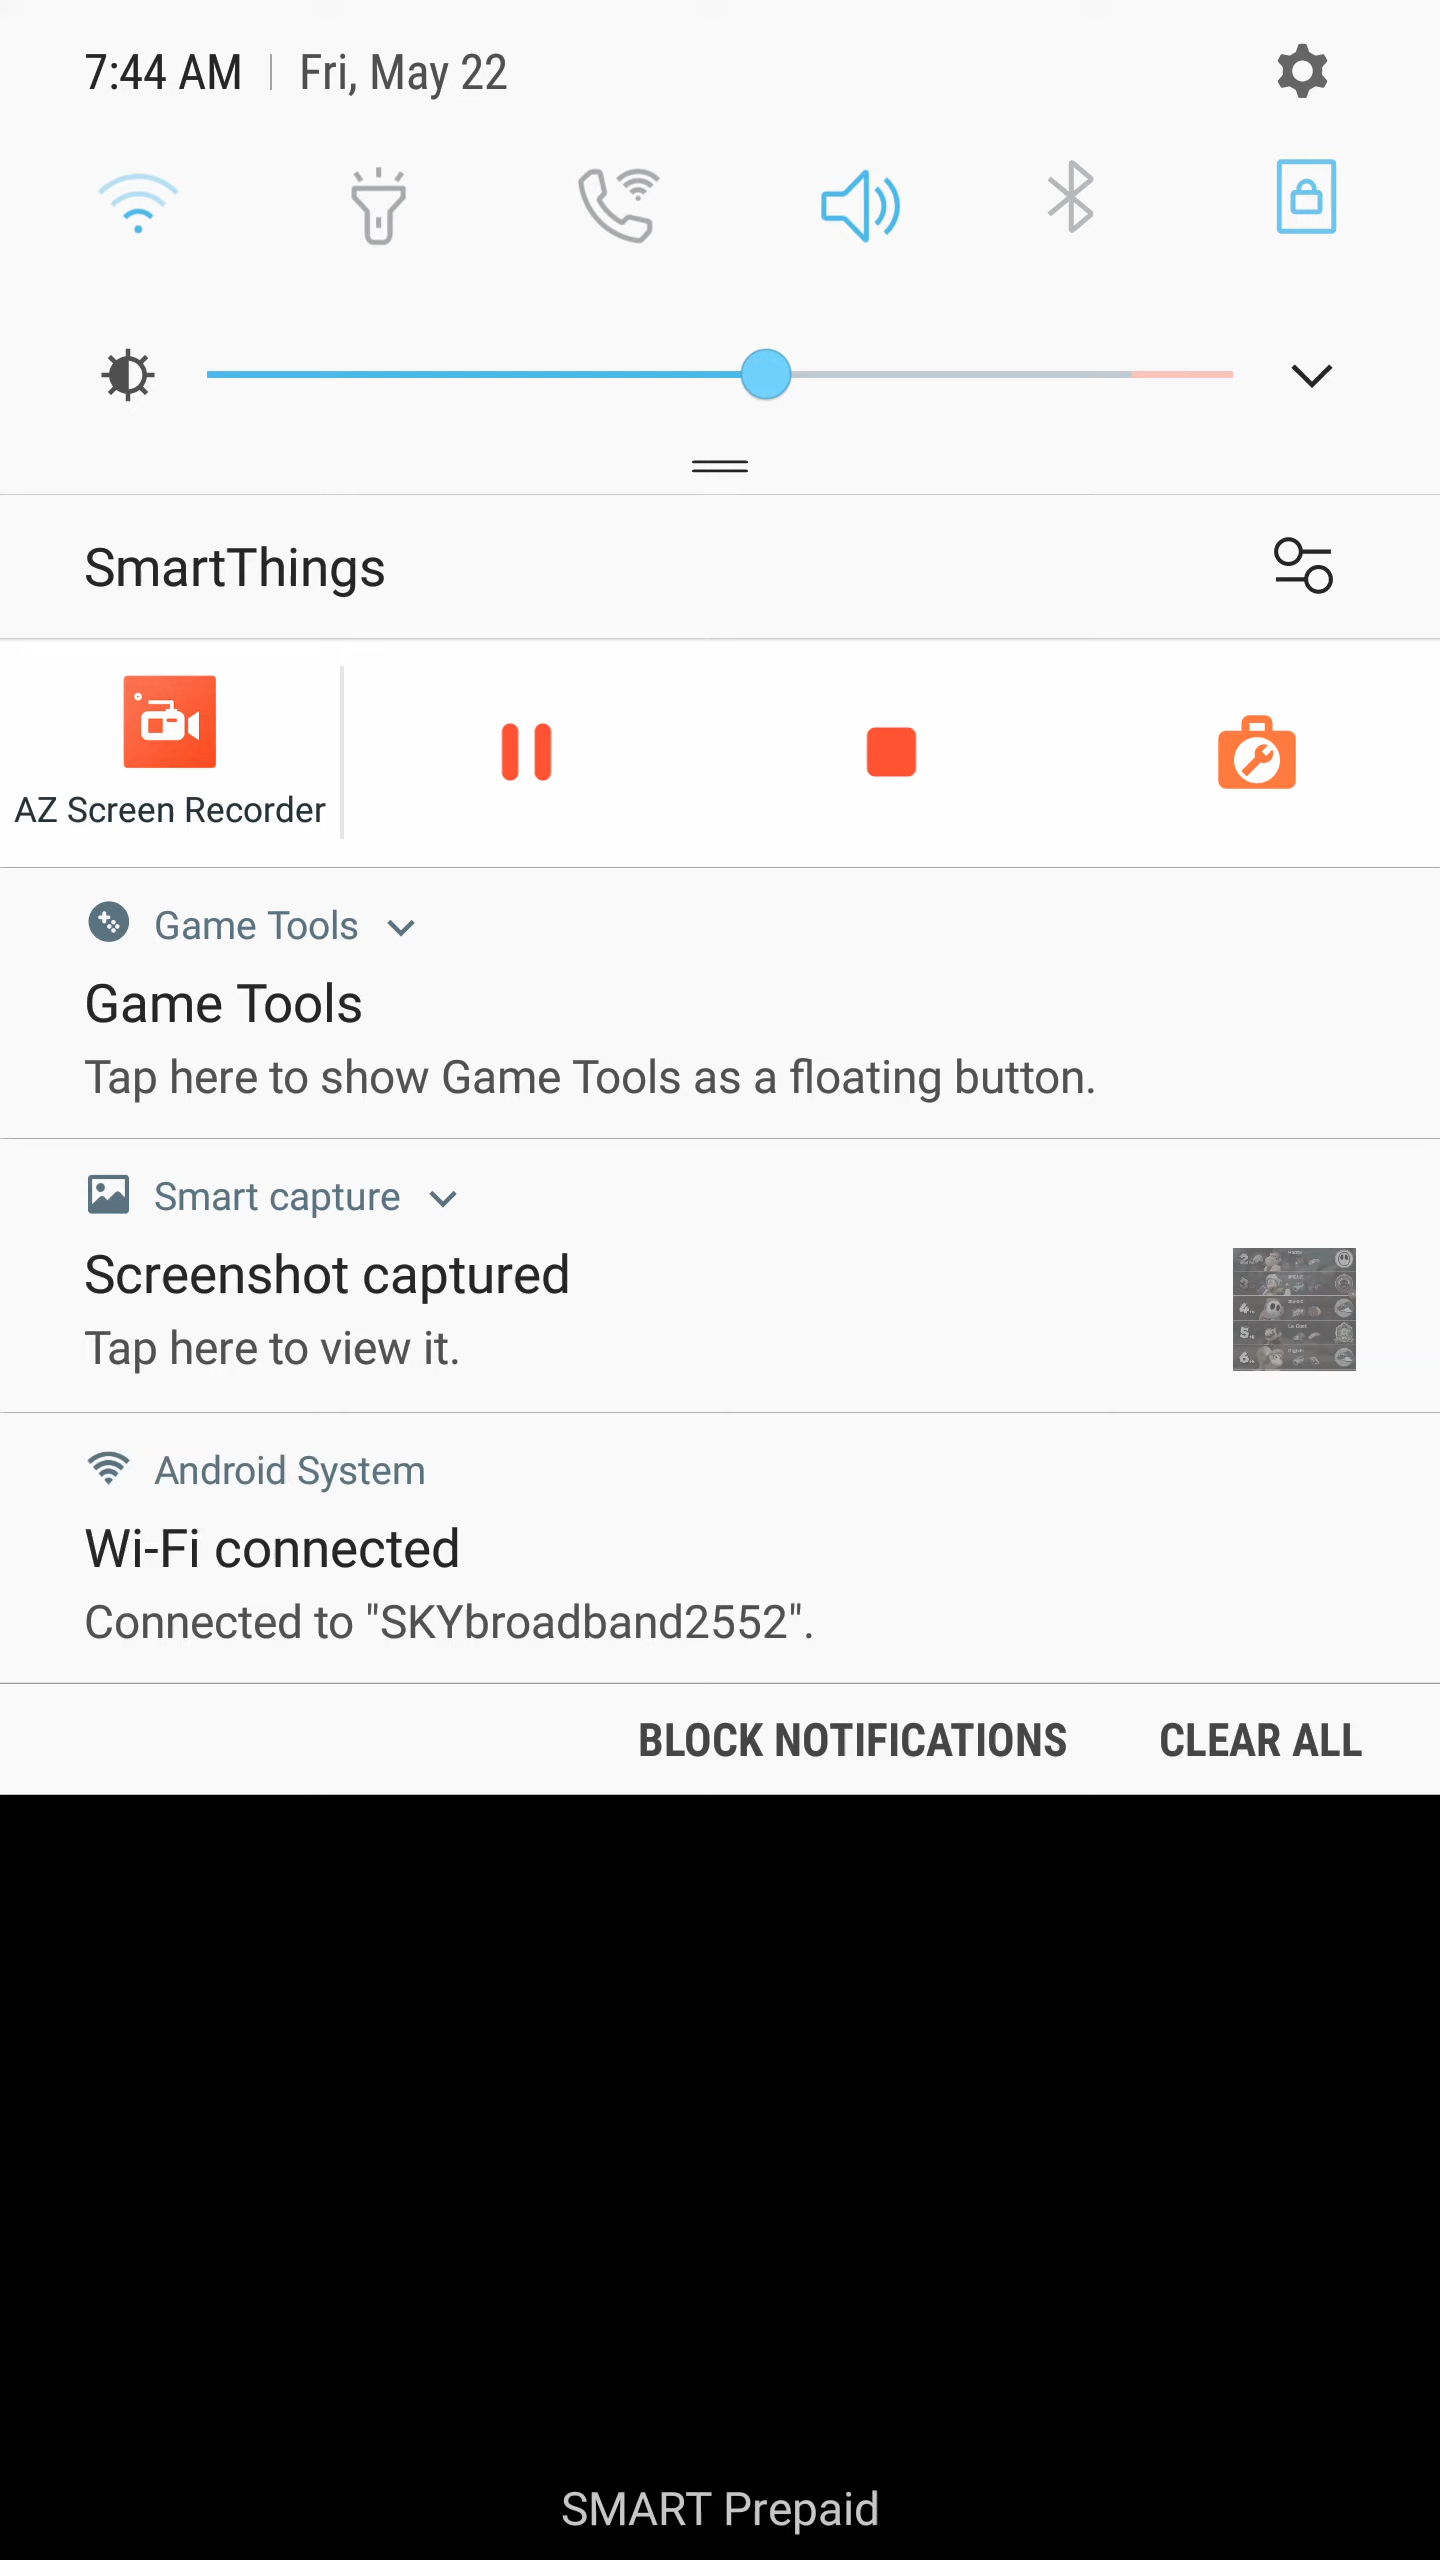 7:44 AM | Fri, May 22
SmartThings
AZ Screen Recorder
Game Tools
Game Tools
Tap here to show Game Tools as a floating button.
Smart capture
Screenshot captured
Tap here to view it.
Android System
Wi-Fi connected
Connected to "SKYbroadband2552".
BLOCK NOTIFICATIONS CLEAR ALL
SMART Prepaid